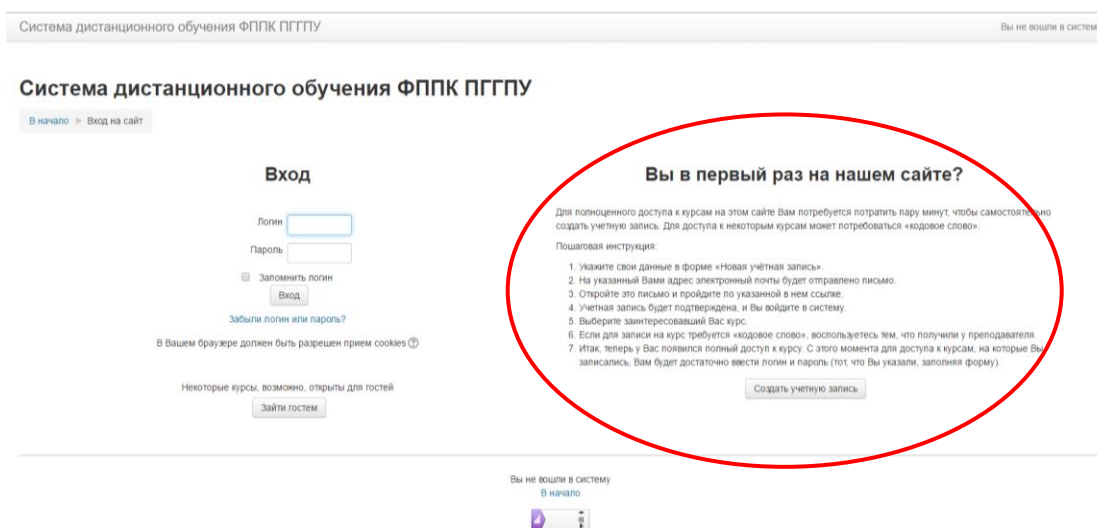 Система дистанционного обучения ФППК ПГГПУ
Вы не вошли в систем
Система дистанционного обучения ФППК ПГГПУ
В начало ► Вход на сайт
Вход
Логин
Пароль
Запомнить логин
Вход
Забыли логин или пароль?
В Вашем браузере должен быть разрешен прием cookies
Некоторые курсы, возможно, открыты для гостей
Зайти гостем
Вы в первый раз на нашем сайте?
Для полноценного доступа к курсам на этом сайте Вам потребуется потратить пару минут, чтобы самостоятельно
создать учетную запись. Для доступа к некоторым курсам может потребоваться «кодовое слово».
Пошаговая инструкция:
1. Укажите свои данные в форме «Новая учётная запись».
2. На указанный Вами адрес электронный почты будет отправлено письмо.
3. Откройте это письмо и пройдите по указанной в нем ссылке.
4. Учетная запись будет подтверждена, и Вы войдите в систему.
5. Выберите заинтересовавший Вас курс.
6. Если для записи на курс требуется «кодовое слово», воспользуетесь тем, что получили у преподавателя.
7. Итак, теперь у Вас появился полный доступ к курсу. С этого момента для доступа к курсам, на которые Вы
записались, Вам будет достаточно ввести логин и пароль (тот, что Вы указали, заполняя форму).
Создать учетную запись
Вы не вошли в систему
В начало